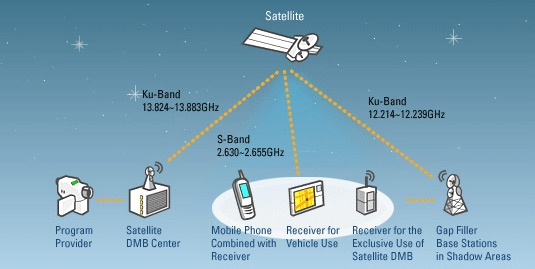 Satellite
Ku-Band
13.824~13.883GHz
Ku-Band
12.214~12.239GHz
S-Band
2.630~2.655GHz
Program
Provider
Satellite
DMB Center
Mobile Phone
Combined with
Receiver
Receiver for
Vehicle Use
Receiver for the
Exclusive Use of
Satellite DMB
Gap Filler
Base Stations
in Shadow Areas